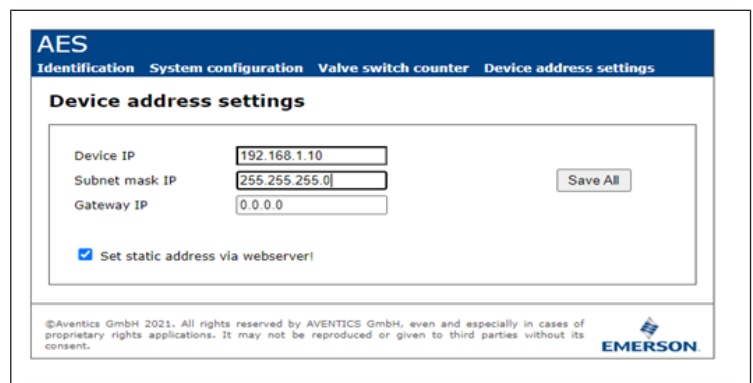 AES
Identification System configuration Valve switch counter Device address settings
Device address settings
Device IP 192.168.1.10
Subnet mask IP 255.255.255.0 Save All
Gateway IP 0.0.0.0
Set static address via webserver!
©Aventics GmbH 2021. All rights reserved by AVENTICS GmbH, even and especially in cases of
proprietary rights applications. It may not be reproduced or given to third parties without its
consent.
EMERSON.